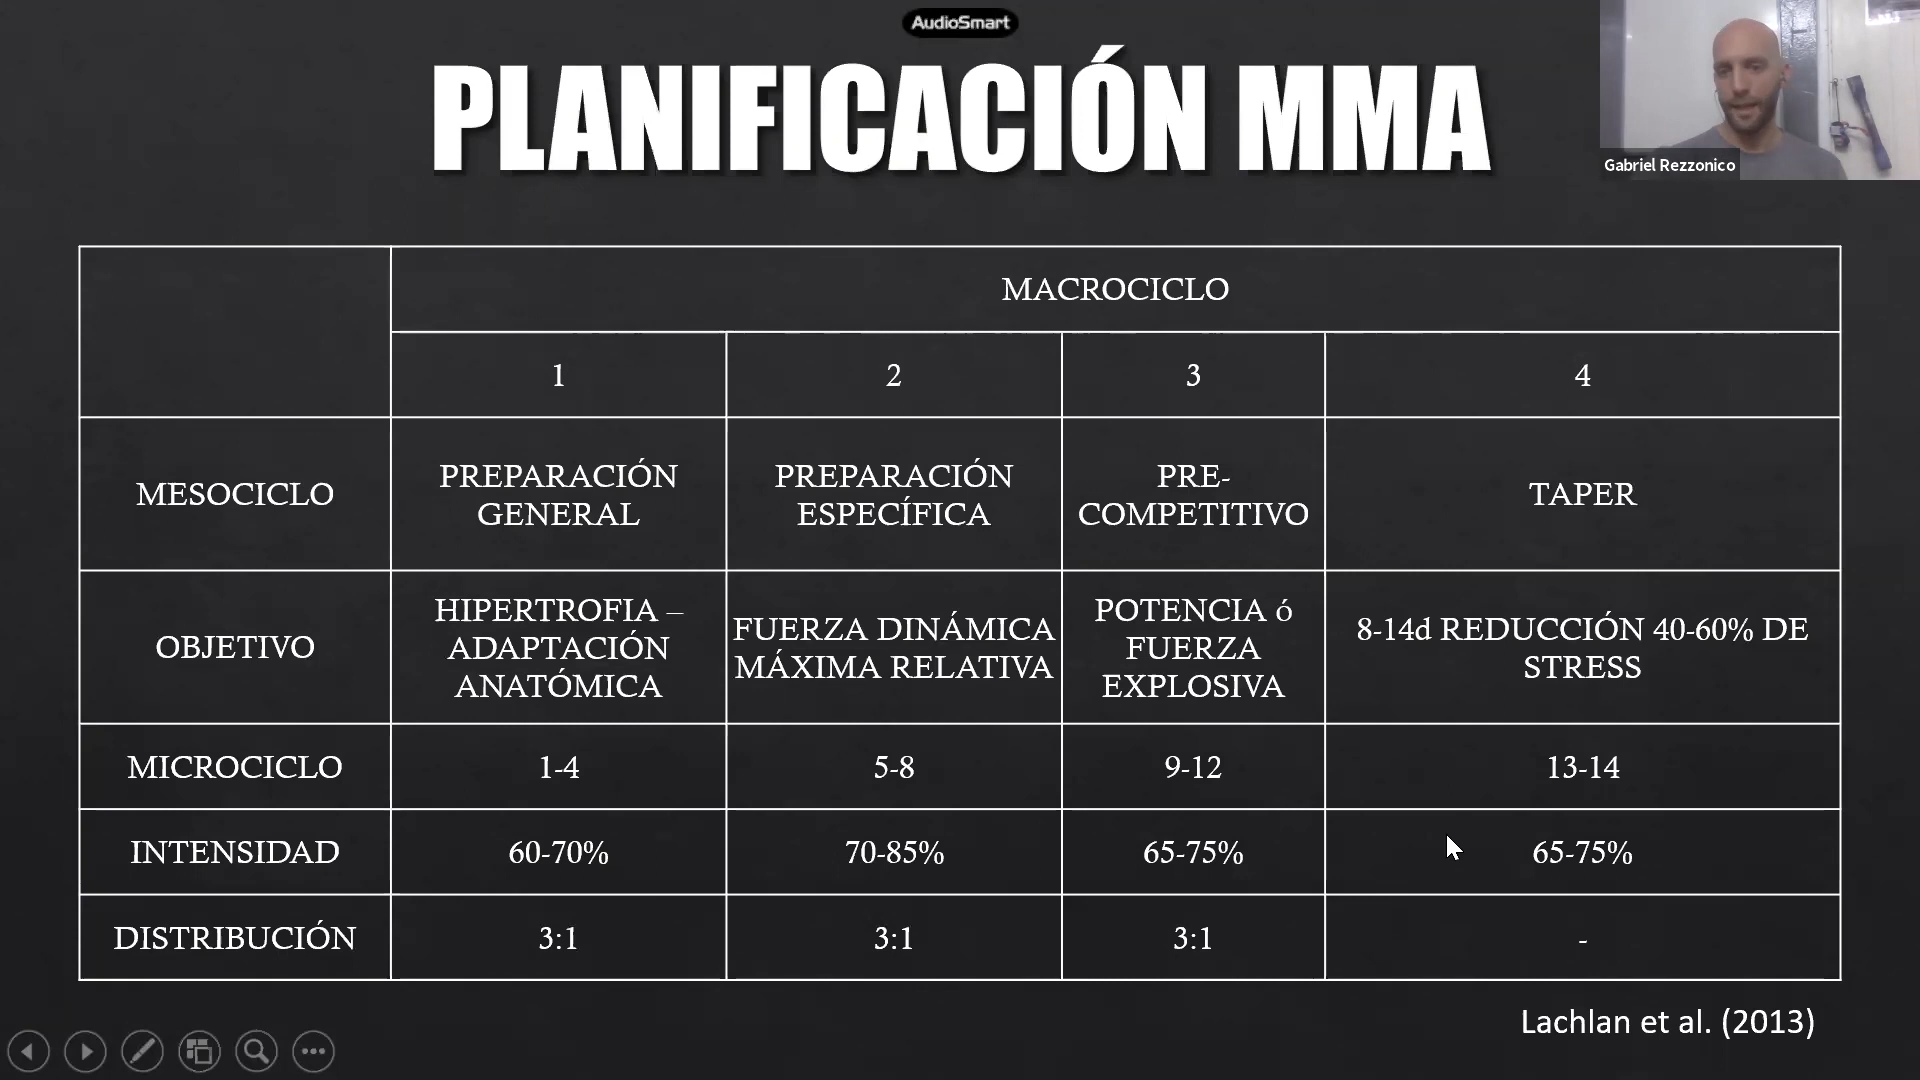 AudioSmart
PLANIFICACIÓN MMA
Gabriel Rezzonico
MACROCICLO
1
2
3
4
MESOCICLO
PREPARACIÓN
GENERAL
PREPARACIÓN
ESPECÍFICA
PRE-
COMPETITIVO
TAPER
OBJETIVO
HIPERTROFIA –
ADAPTACIÓN
ANATÓMICA
FUERZA DINÁMICA
MÁXIMA RELATIVA
POTENCIA ó
FUERZA
EXPLOSIVA
8-14d REDUCCIÓN 40-60% DE
STRESS
MICROCICLO
1-4
5-8
9-12
13-14
INTENSIDAD
60-70%
70-85%
65-75%
65-75%
DISTRIBUCIÓN
3:1
3:1
3:1
-
Lachlan et al. (2013)